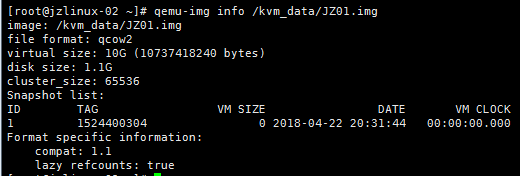 [root@jzlinux-02 ~]# qemu-img info /kvm_data/JZ01.img
image: /kvm_data/JZ01.img
file format: qcow2
virtual size: 10G (10737418240 bytes)
disk size: 1.1G
cluster_size: 65536
Snapshot list:
ID        TAG                 VM SIZE                DATE       VM CLOCK
1         1524400304                0 2018-04-22 20:31:44   00:00:00.000
Format specific information:
    compat: 1.1
    lazy refcounts: true